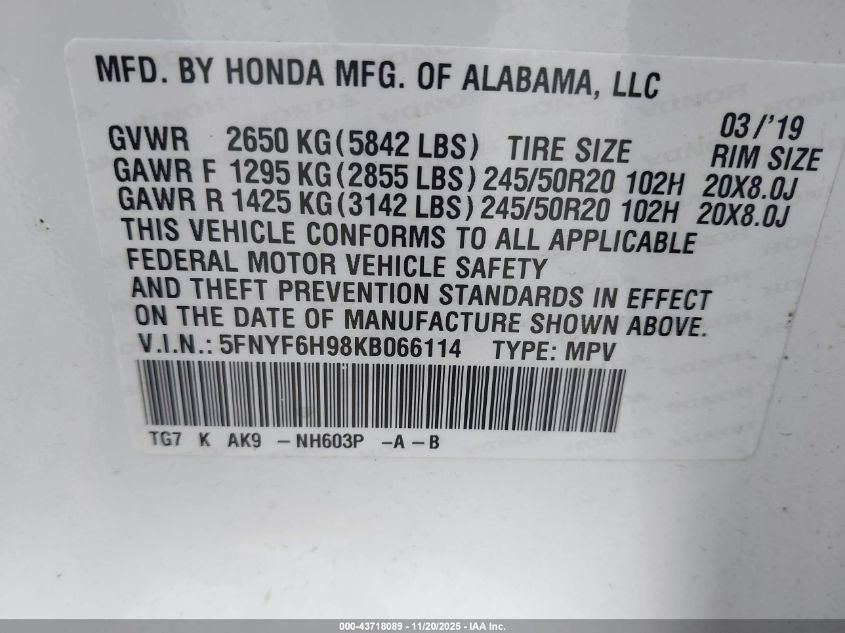 MFD. BY HONDA MFG. OF ALABAMA, LLC
03/'19
GVWR 2650 KG (5842 LBS) TIRE SIZE RIM SIZE
GAWR F 1295 KG (2855 LBS) 245/50R20 102H 20X8.0J
GAWR R 1425 KG (3142 LBS) 245/50R20 102H 20X8.0J
THIS VEHICLE CONFORMS TO ALL APPLICABLE
FEDERAL MOTOR VEHICLE SAFETY
AND THEFT PREVENTION STANDARDS IN EFFECT
ON THE DATE OF MANUFACTURE SHOWN ABOVE.
V.I.N.: 5FNYF6H98KB066114 TYPE: MPV
TG7 K AK9 -NH603P -A-B
000-43718089 - 11/20/2025 - IAA Inc.